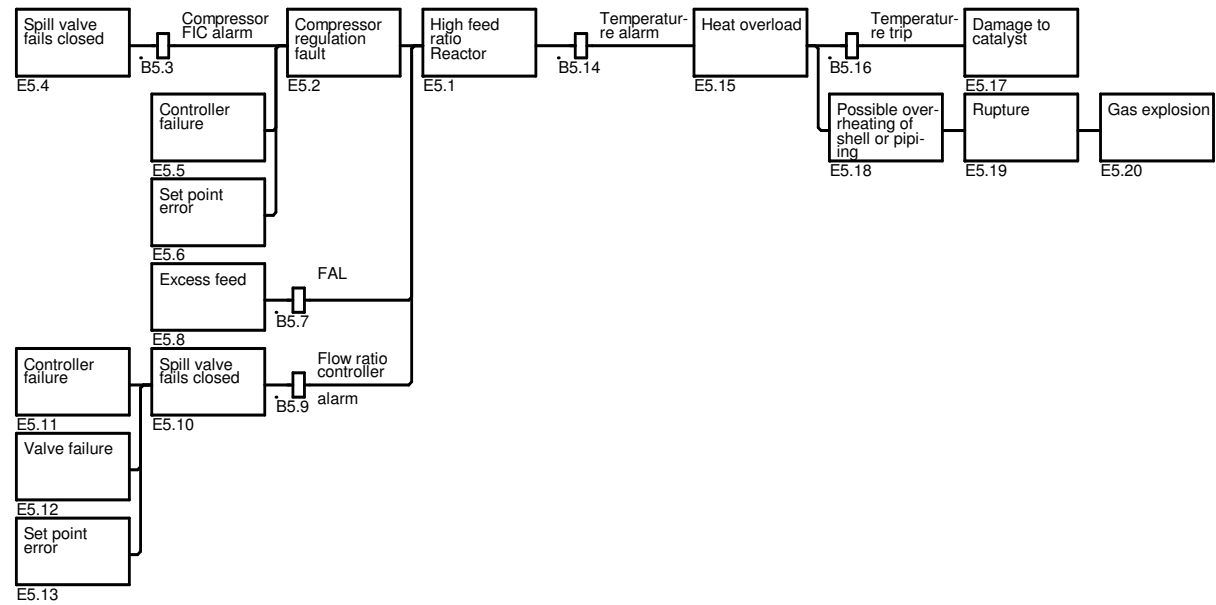 Spill valve
fails closed
E5.4
Compressor
FIC alarm
B5.3
Compressor
regulation
fault
E5.2
High feed
ratio
Reactor
E5.1
Temperatu-
re alarm
B5.14
Heat overload
E5.15
Temperatur-
re trip
B5.16
Damage to
catalyst
E5.17
Controller
failure
E5.5
Possible over-
rheating of
shell or pip-
ing
E5.18
Rupture
E5.19
Gas explosion
E5.20
Set point
error
E5.6
Excess feed
E5.8
FAL
B5.7
Controller
failure
E5.11
Spill valve
fails closed
E5.10
Flow ratio
controller
alarm
B5.9
Valve failure
E5.12
Set point
error
E5.13